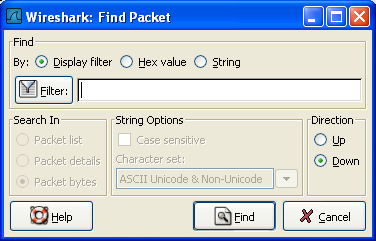 Wireshark: Find Packet
Find
By: Display filter Hex value String
Filter:
Search In String Options Direction
Packet list Case sensitive Up
Packet details Character set: Down
Packet bytes ASCII Unicode & Non-Unicode
Help Find Cancel